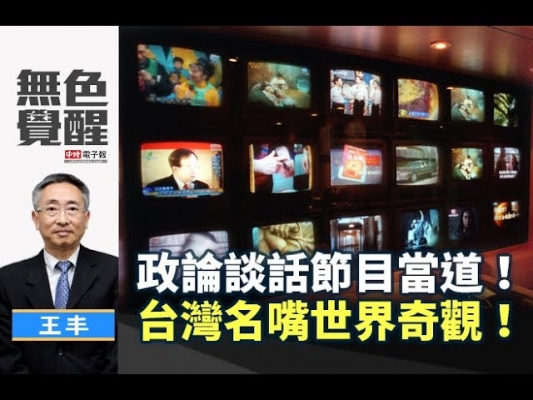 無色
覺醒
中時電子報
王丰
政論談話節目當道！
台灣名嘴世界奇觀！